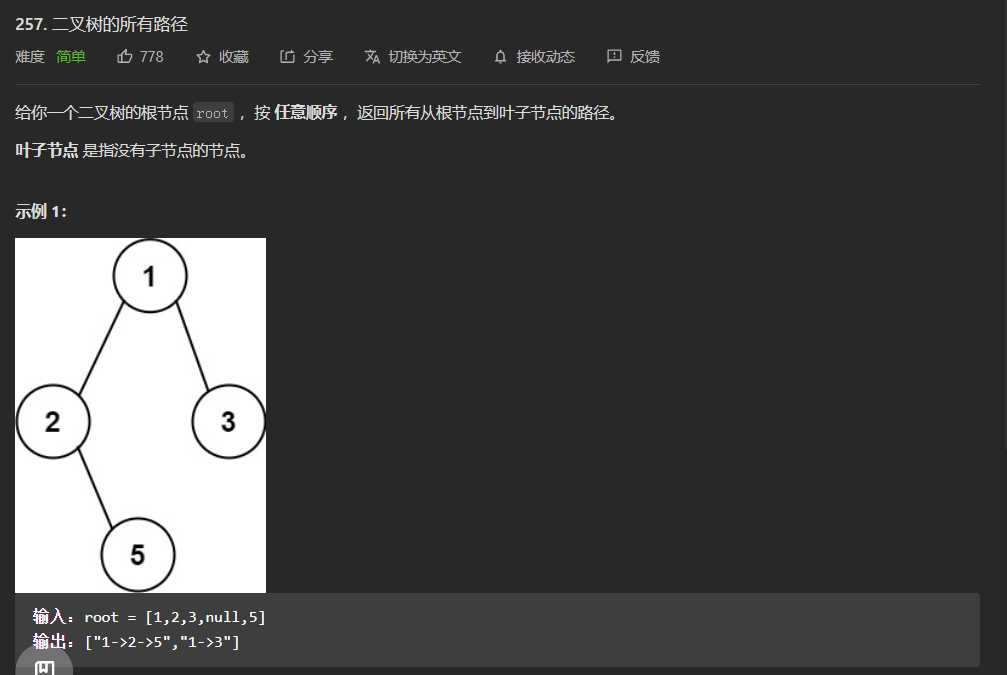 257. 二叉树的所有路径
难度 简单 778 收藏 分享 切换为英文 接收动态 反馈
给你一个二叉树的根节点 root ，按 任意顺序 ，返回所有从根节点到叶子节点的路径。
叶子节点 是指没有子节点的节点。
示例 1：
1
2 3
5
输入：root = [1,2,3,null,5]
输出：["1->2->5","1->3"]